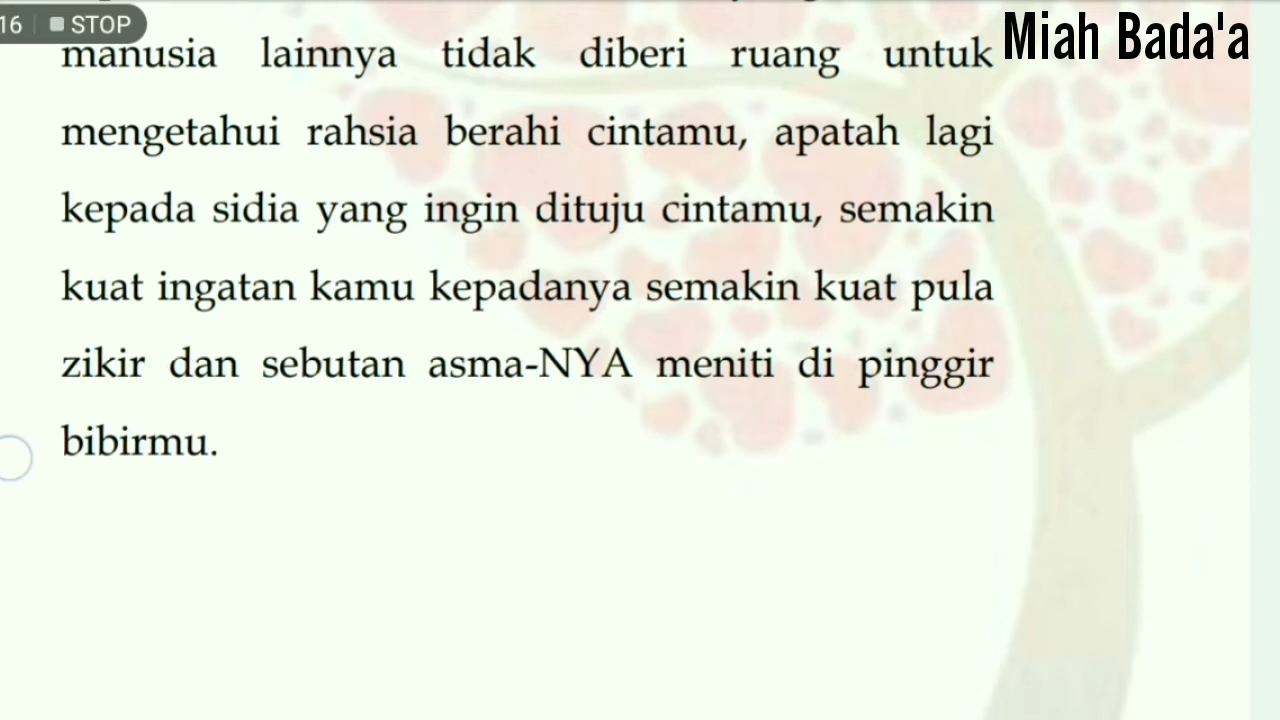 16 STOP
Miah Bada'a
manusia lainnya tidak diberi ruang untuk
mengetahui rahsia berahi cintamu, apatah lagi
kepada sidia yang ingin dituju cintamu, semakin
kuat ingatan kamu kepadanya semakin kuat pula
zikir dan sebutan asma-NYA meniti di pinggir
bibirmu.